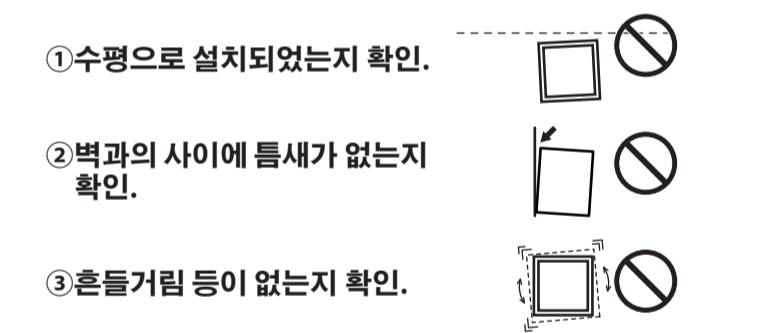 ①수평으로 설치되었는지 확인.
②벽과의 사이에 틈새가 없는지
확인.
③흔들거림 등이 없는지 확인.